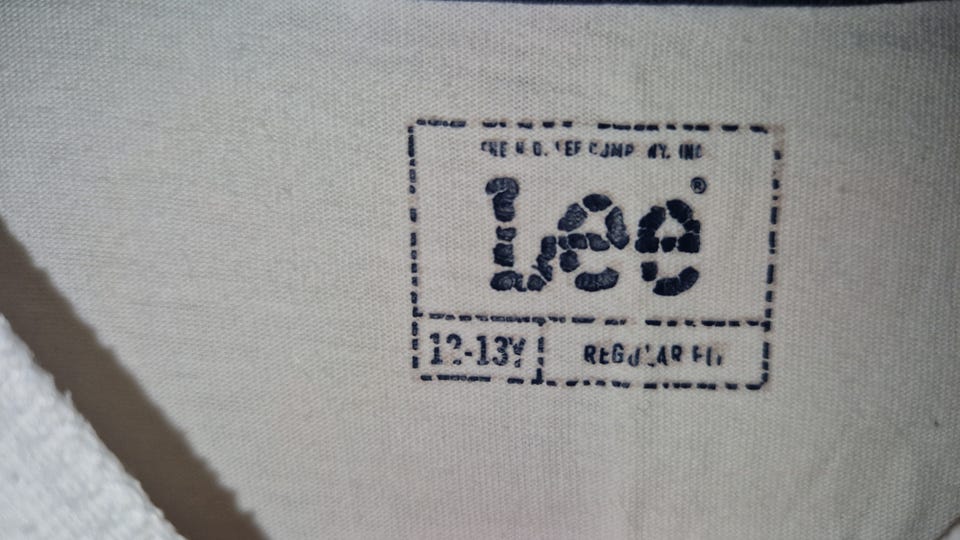 THE H.D. LEE COMPANY, INC
Lee®
12-13Y REGULAR FIT